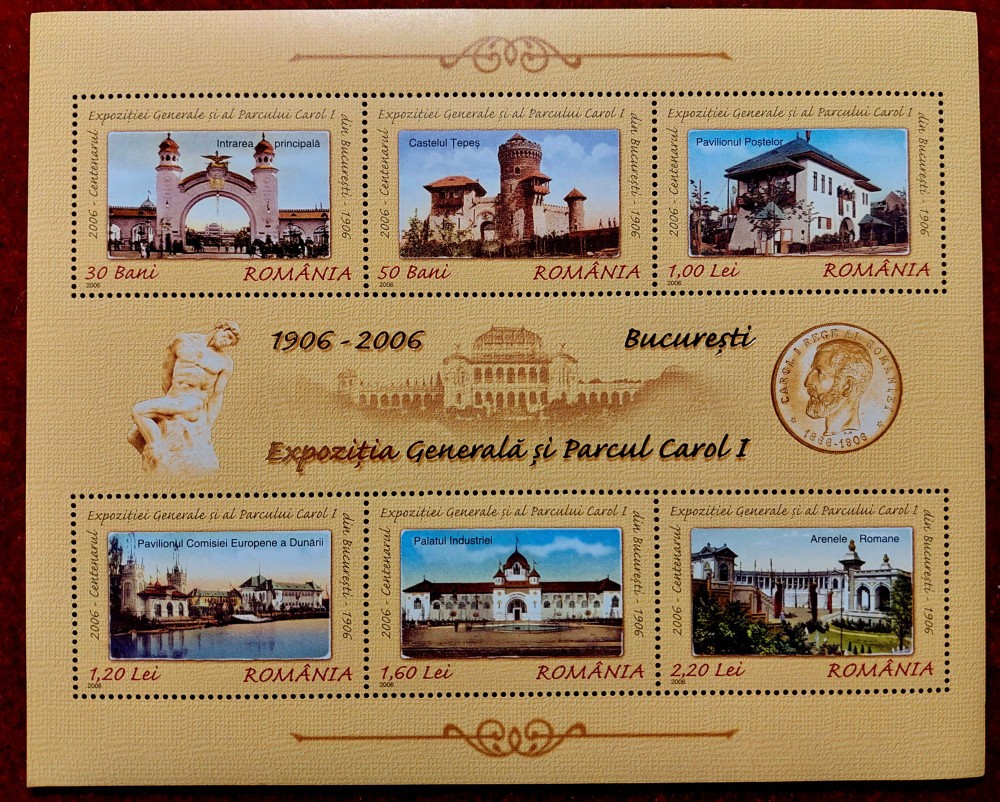 Expoziției Generale și al Parcului Carol I
2006 - Centenarul
din București - 1906
Intrarea principală
30 Bani ROMÂNIA
2006
Expoziției Generale și al Parcului Carol I
2006 - Centenarul
din București - 1906
Castelul Țepeș
50 Bani ROMÂNIA
2006
Expoziției Generale și al Parcului Carol I
2006 - Centenarul
din București - 1906
Pavilionul Poștelor
1,00 Lei ROMÂNIA
2006
1906 - 2006
București
CAROL I REGE AL ROMANIEI
1866-1906
Expoziția Generală și Parcul Carol I
Expoziției Generale și al Parcului Carol I
2006 - Centenarul
din București - 1906
Pavilionul Comisiei Europene a Dunării
1,20 Lei ROMÂNIA
2006
Expoziției Generale și al Parcului Carol I
2006 - Centenarul
din București - 1906
Palatul Industriei
1,60 Lei ROMÂNIA
2006
Expoziției Generale și al Parcului Carol I
2006 - Centenarul
din București - 1906
Arenele Romane
2,20 Lei ROMÂNIA
2006